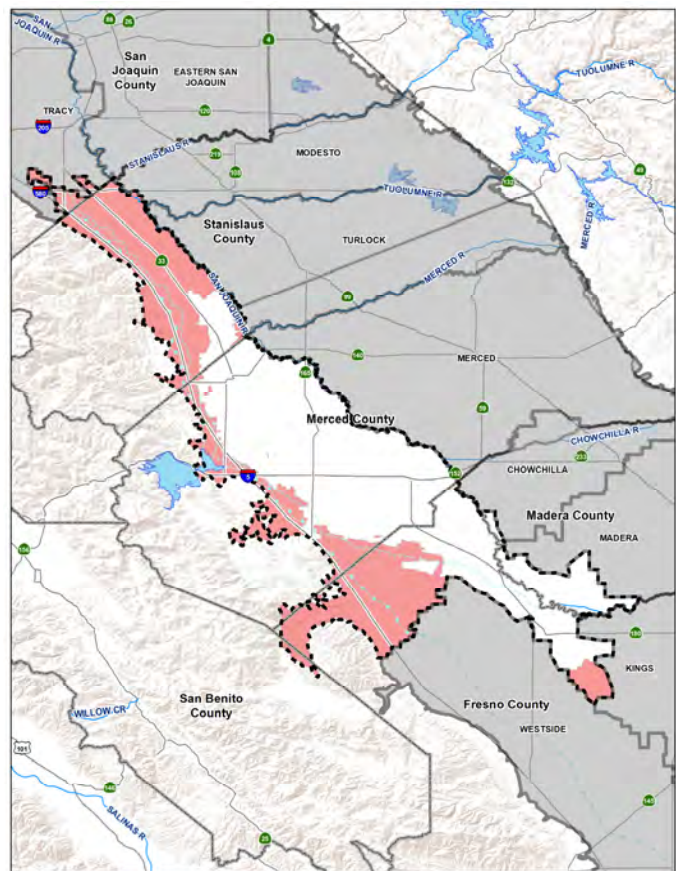 SAN
JOAQUIN R
88
26
4
San
Joaquin
County
EASTERN SAN
JOAQUIN
TUOLUMNE R
TRACY
120
205
STANISLAUS R
219
108
MODESTO
49
132
580
TUOLUMNE R
MERCED R
Stanislaus
County
TURLOCK
33
SAN JOAQUIN R
MERCED R
99
140
MERCED
165
59
Merced County
CHOWCHILLA R
233
5
152
CHOWCHILLA
Madera County
MADERA
156
180
KINGS
San Benito
County
Fresno County
WILLOW CR
WESTSIDE
101
146
145
SALINAS R
25